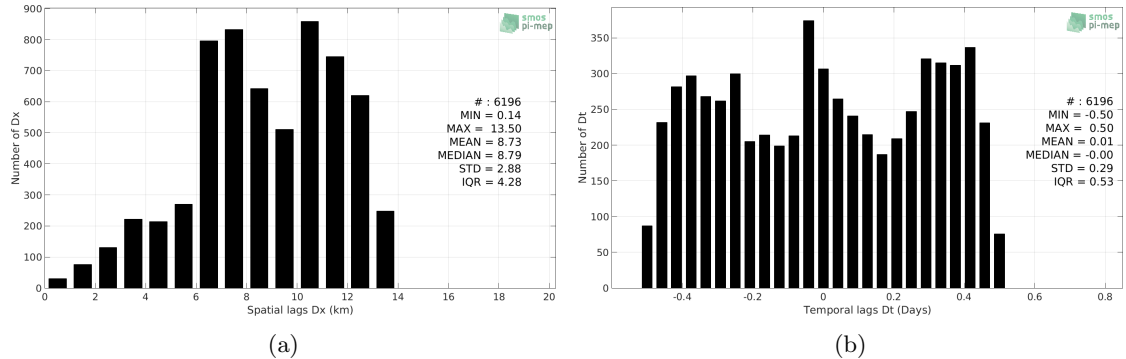 900
800
700
600
500
400
300
200
100
0
Number of Dx
0 2 4 6 8 10 12 14 16 18 20
Spatial lags Dx (km)
smos
pi-mep
# : 6196
MIN = 0.14
MAX = 13.50
MEAN = 8.73
MEDIAN = 8.79
STD = 2.88
IQR = 4.28
(a)
350
300
250
200
150
100
50
0
Number of Dt
-0.4 -0.2 0 0.2 0.4 0.6 0.8
Temporal lags Dt (Days)
smos
pi-mep
# : 6196
MIN = -0.50
MAX = 0.50
MEAN = 0.01
MEDIAN = -0.00
STD = 0.29
IQR = 0.53
(b)